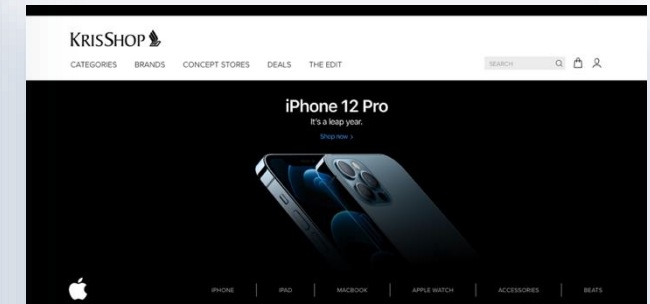 KRISSHOP
CATEGORIES BRANDS CONCEPT STORES DEALS THE EDIT SEARCH
iPhone 12 Pro
It's a leap year.
Shop now >
IPHONE IPAD MACBOOK APPLE WATCH ACCESSORIES BEATS